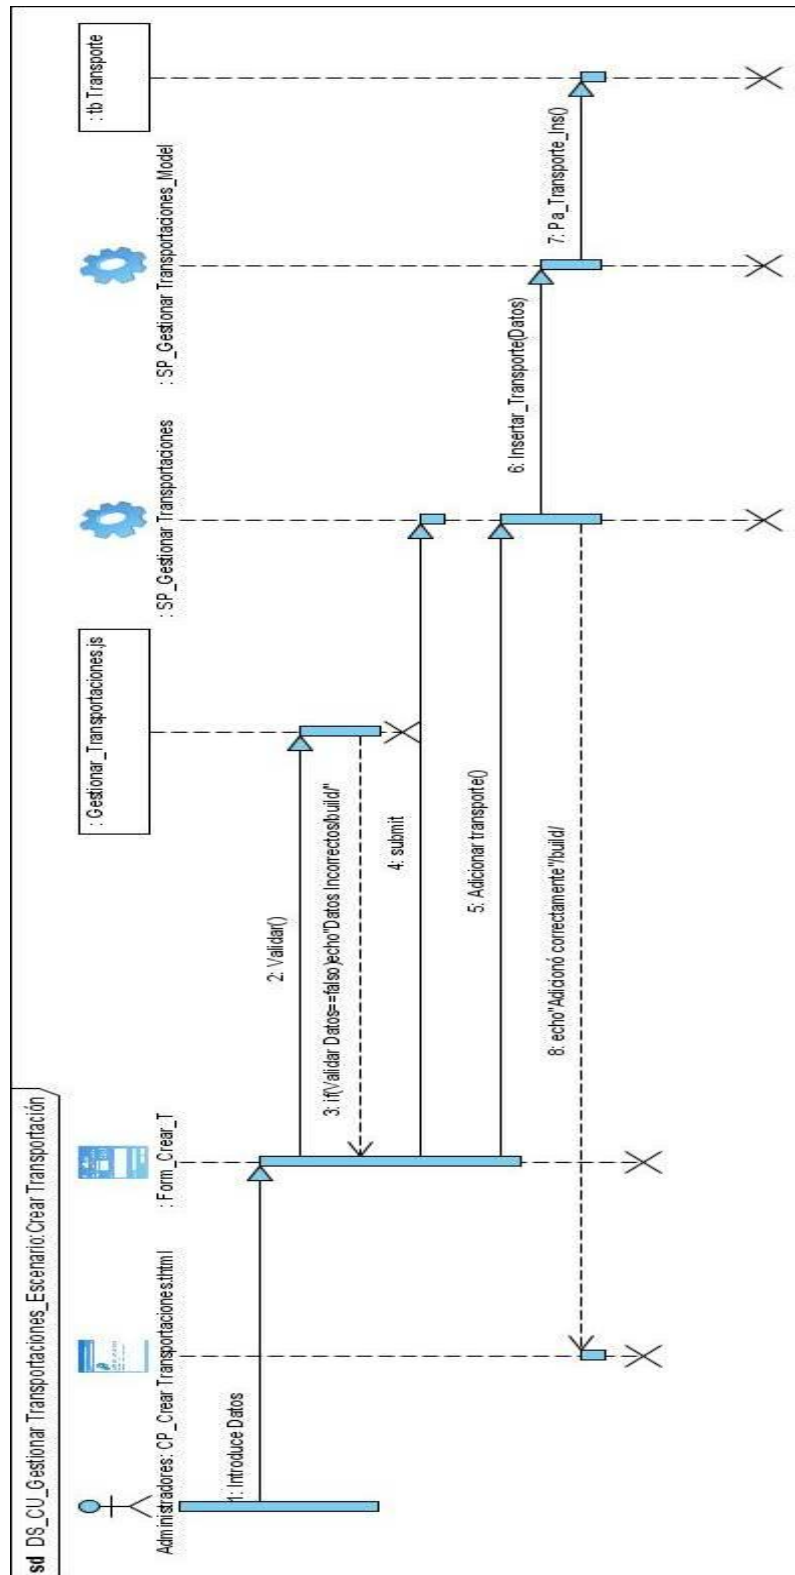 sd DS_CU_Gestionar Transportaciones_Escenario:Crear Transportación
Administradores
: CP_Crear Transportaciones.thtml
: Form_Crear_T
: Gestionar_Transportaciones.js
: SP_Gestionar Transportaciones
: SP_Gestionar Transportaciones_Model
: tb Transporte
1: Introduce Datos
2: Validar()
3: if(Validar Datos==falso)echo"Datos Incorrectos/build/"
4: submit
5: Adicionar transporte()
6: Insertar_Transporte(Datos)
7: Pa_Transporte_Ins()
8: echo"Adicionó correctamente"/build/